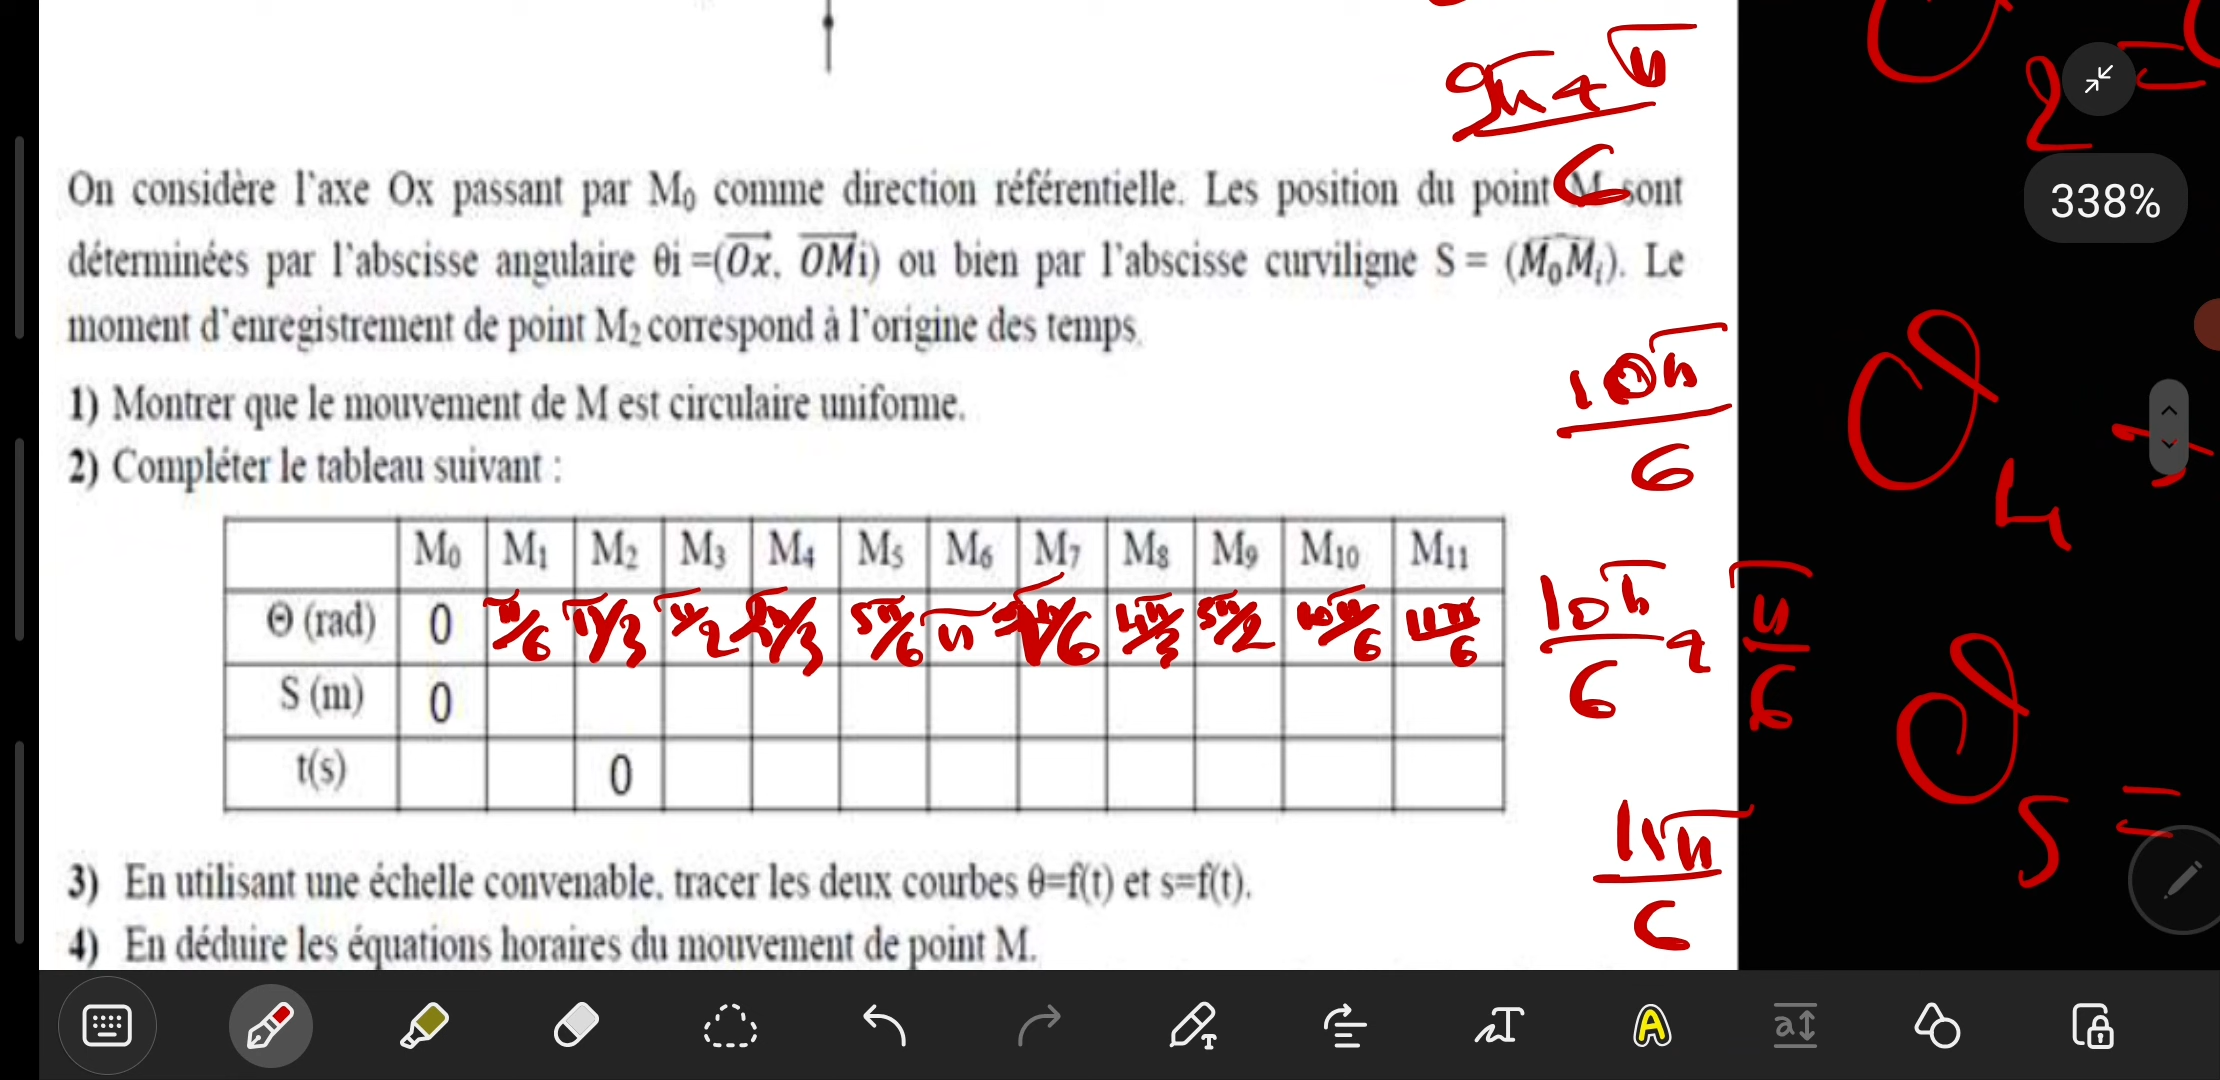 9π + π
6
2 =
338%
On considère l'axe Ox passant par M₀ comme direction référentielle. Les position du point M sont
déterminées par l'abscisse angulaire θi =(Ox, OMi) ou bien par l'abscisse curviligne S = (M₀Mᵢ). Le
moment d'enregistrement de point M₂ correspond à l'origine des temps.
1) Montrer que le mouvement de M est circulaire uniforme.
10π
6
θ4
2) Compléter le tableau suivant :
M₀ M₁ M₂ M₃ M₄ M₅ M₆ M₇ M₈ M₉ M₁₀ M₁₁
Θ (rad) 0 π/6 π/3 π/2 2π/3 5π/6 π 7π/6 4π/3 3π/2 10π/6 11π/6
10π
6
S (m) 0
t(s) 0
θ5 =
11π
6
3) En utilisant une échelle convenable, tracer les deux courbes θ=f(t) et s=f(t).
4) En déduire les équations horaires du mouvement de point M.